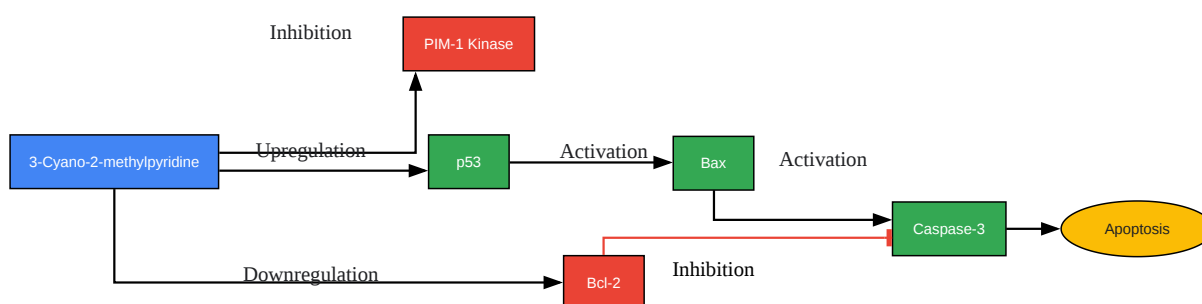 Inhibition
PIM-1 Kinase
3-Cyano-2-methylpyridine
Upregulation
p53
Activation
Bax
Activation
Caspase-3
Apoptosis
Downregulation
Bcl-2
Inhibition